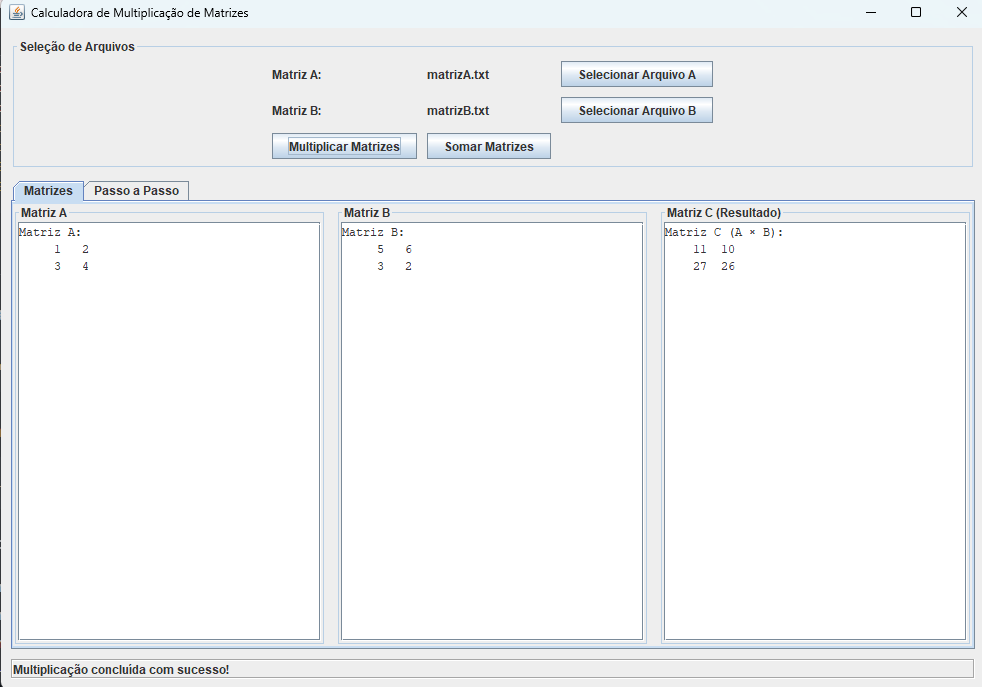 Calculadora de Multiplicação de Matrizes
Seleção de Arquivos
Matriz A: matrizA.txt Selecionar Arquivo A
Matriz B: matrizB.txt Selecionar Arquivo B
Multiplicar Matrizes Somar Matrizes
Matrizes Passo a Passo
Matriz A
Matriz A:
1 2
3 4
Matriz B
Matriz B:
5 6
3 2
Matriz C (Resultado)
Matriz C (A × B):
11 10
27 26
Multiplicação concluída com sucesso!